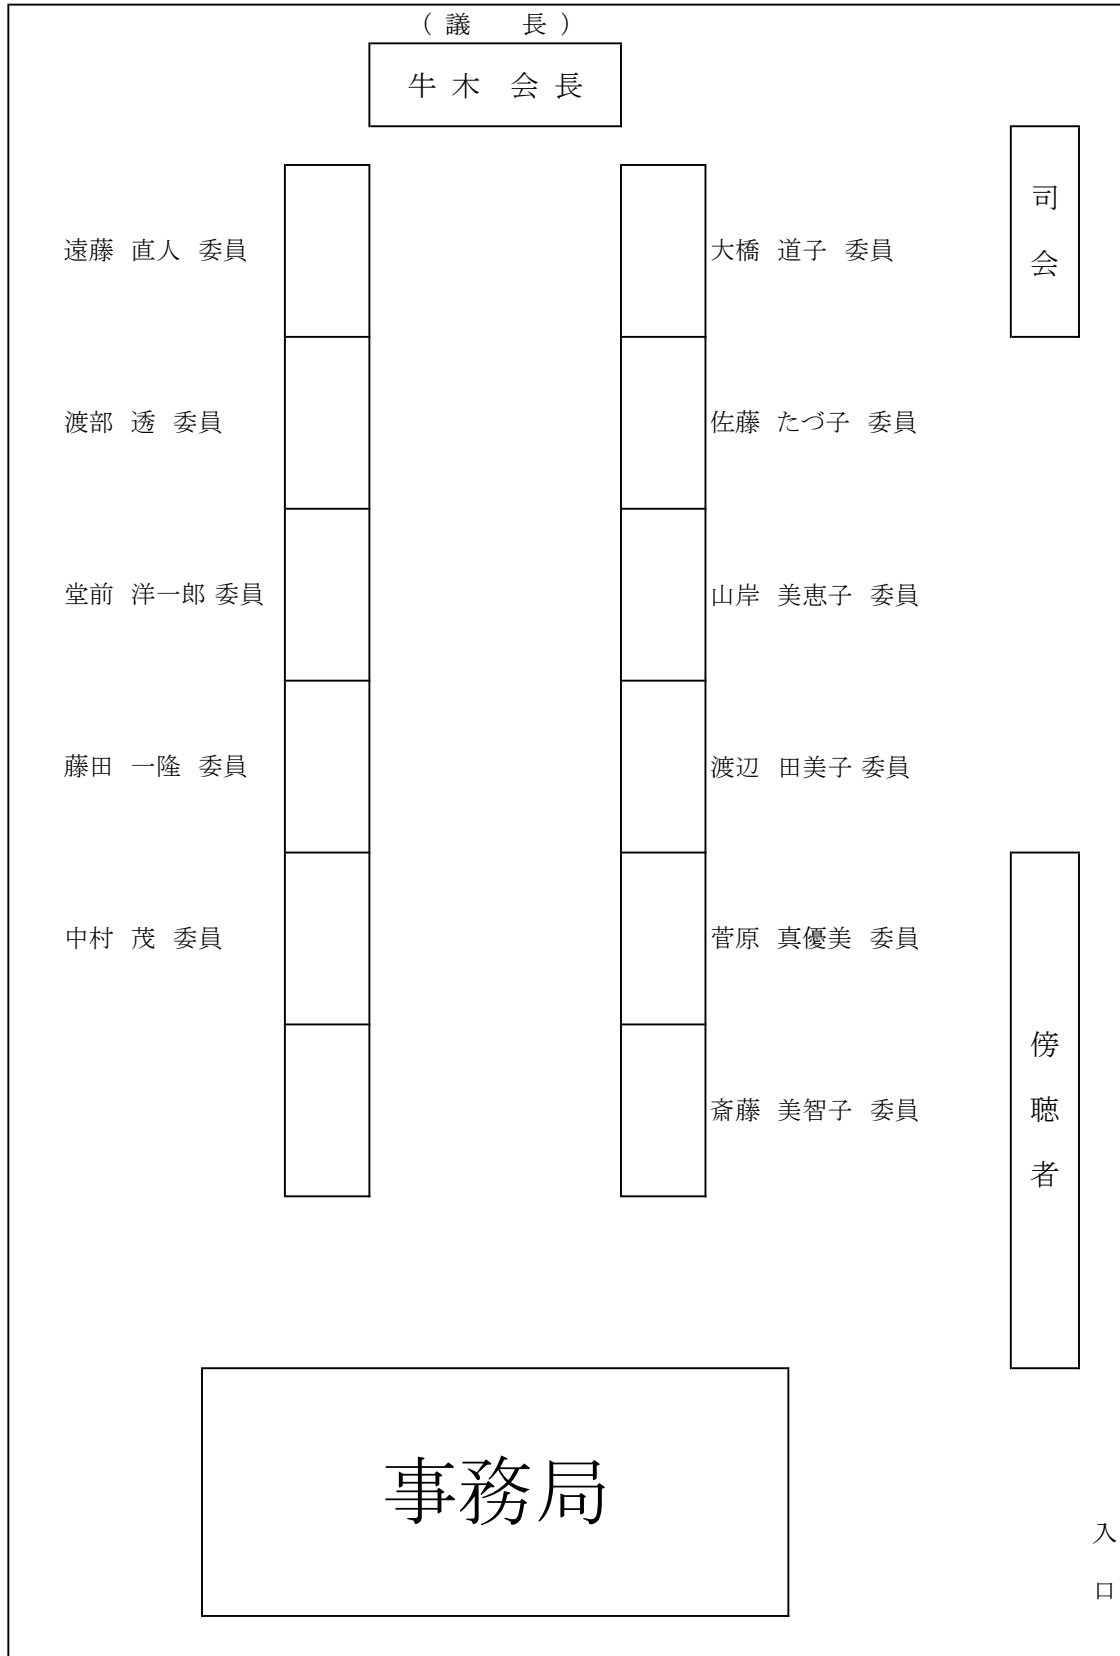 （議　　長）
牛木　会長
司会
遠藤　直人　委員
大橋　道子　委員
渡部　透　委員
佐藤　たづ子　委員
堂前　洋一郎 委員
山岸　美恵子　委員
藤田　一隆　委員
渡辺　田美子 委員
中村　茂　委員
菅原　真優美　委員
斎藤　美智子　委員
傍聴者
事務局
入口